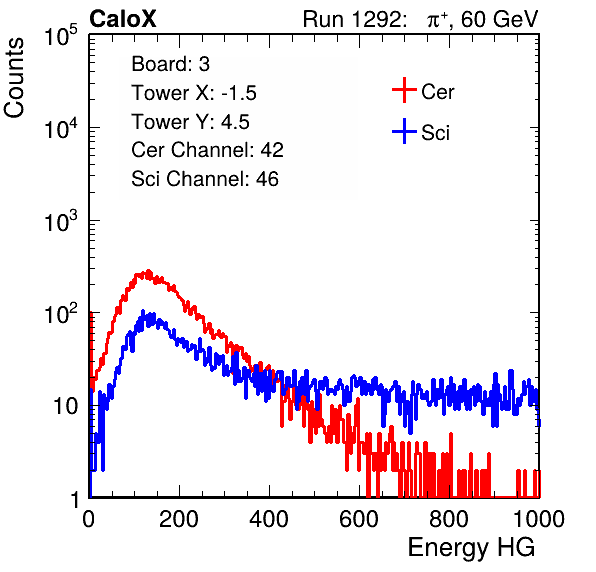 CaloX Run 1292: π⁺, 60 GeV
Counts
10⁵
10⁴
10³
10²
10
1
Board: 3
Tower X: -1.5
Tower Y: 4.5
Cer Channel: 42
Sci Channel: 46
Cer
Sci
0 200 400 600 800 1000
Energy HG